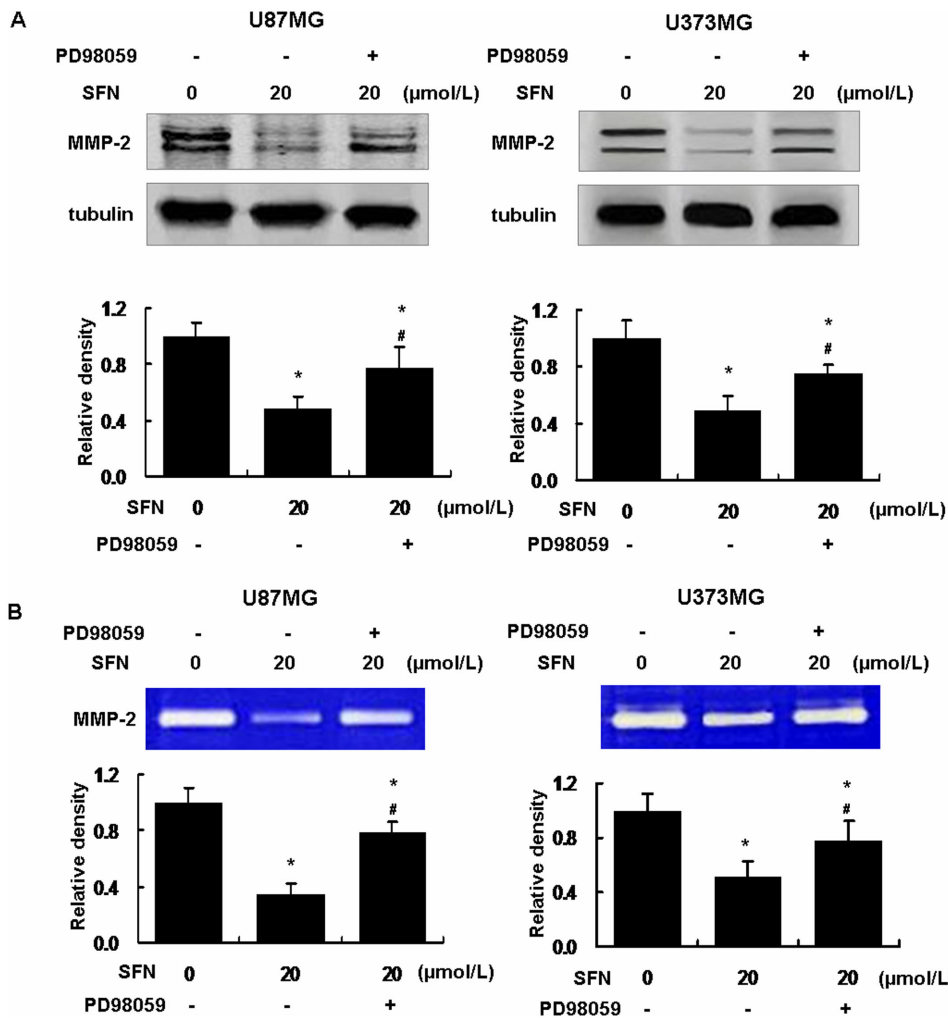 A
U87MG
PD98059 - - +
SFN 0 20 20 (µmol/L)
MMP-2
tubulin
Relative density
1.2
0.8
0.4
0.0
*
*
#
SFN 0 20 20 (µmol/L)
PD98059 - - +
U373MG
PD98059 - - +
SFN 0 20 20 (µmol/L)
MMP-2
tubulin
Relative density
1.2
0.8
0.4
0.0
*
*
#
SFN 0 20 20 (µmol/L)
PD98059 - - +
B
U87MG
PD98059 - - +
SFN 0 20 20 (µmol/L)
MMP-2
Relative density
1.2
0.8
0.4
0.0
*
*
#
SFN 0 20 20 (µmol/L)
PD98059 - - +
U373MG
PD98059 - - +
SFN 0 20 20 (µmol/L)
Relative density
1.2
0.8
0.4
0.0
*
*
#
SFN 0 20 20 (µmol/L
PD98059 - - +